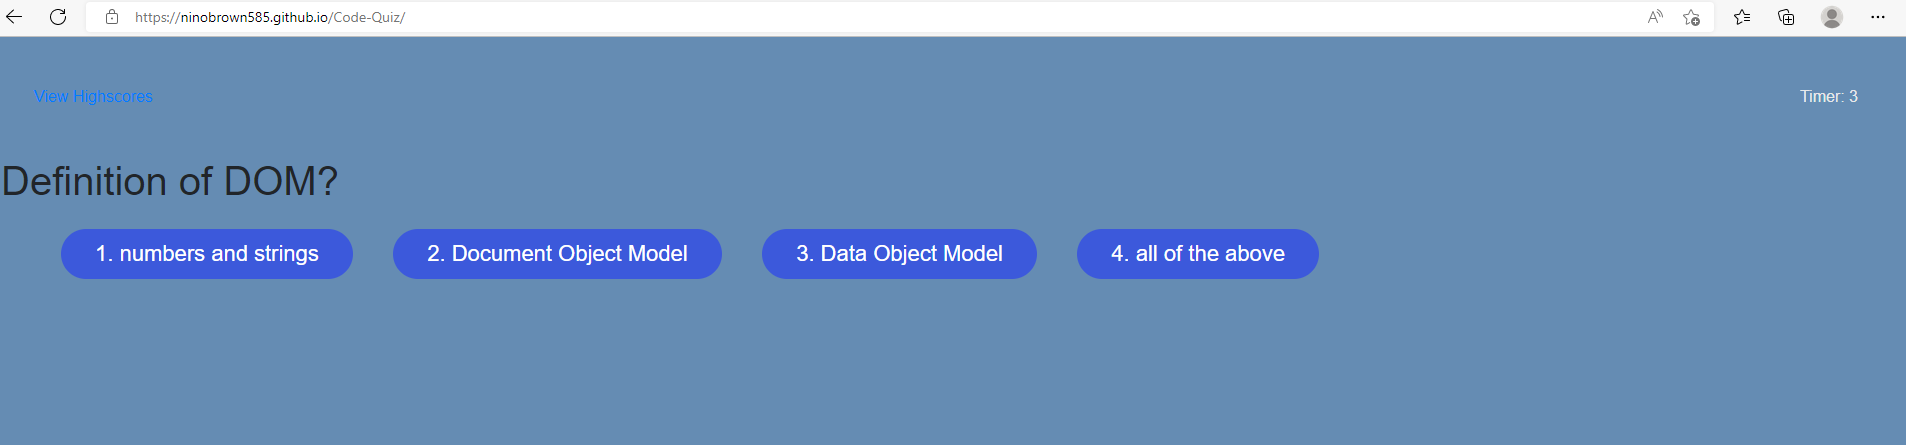 https://ninobrown585.github.io/Code-Quiz/
View Highscores
Timer: 3
Definition of DOM?
1. numbers and strings
2. Document Object Model
3. Data Object Model
4. all of the above